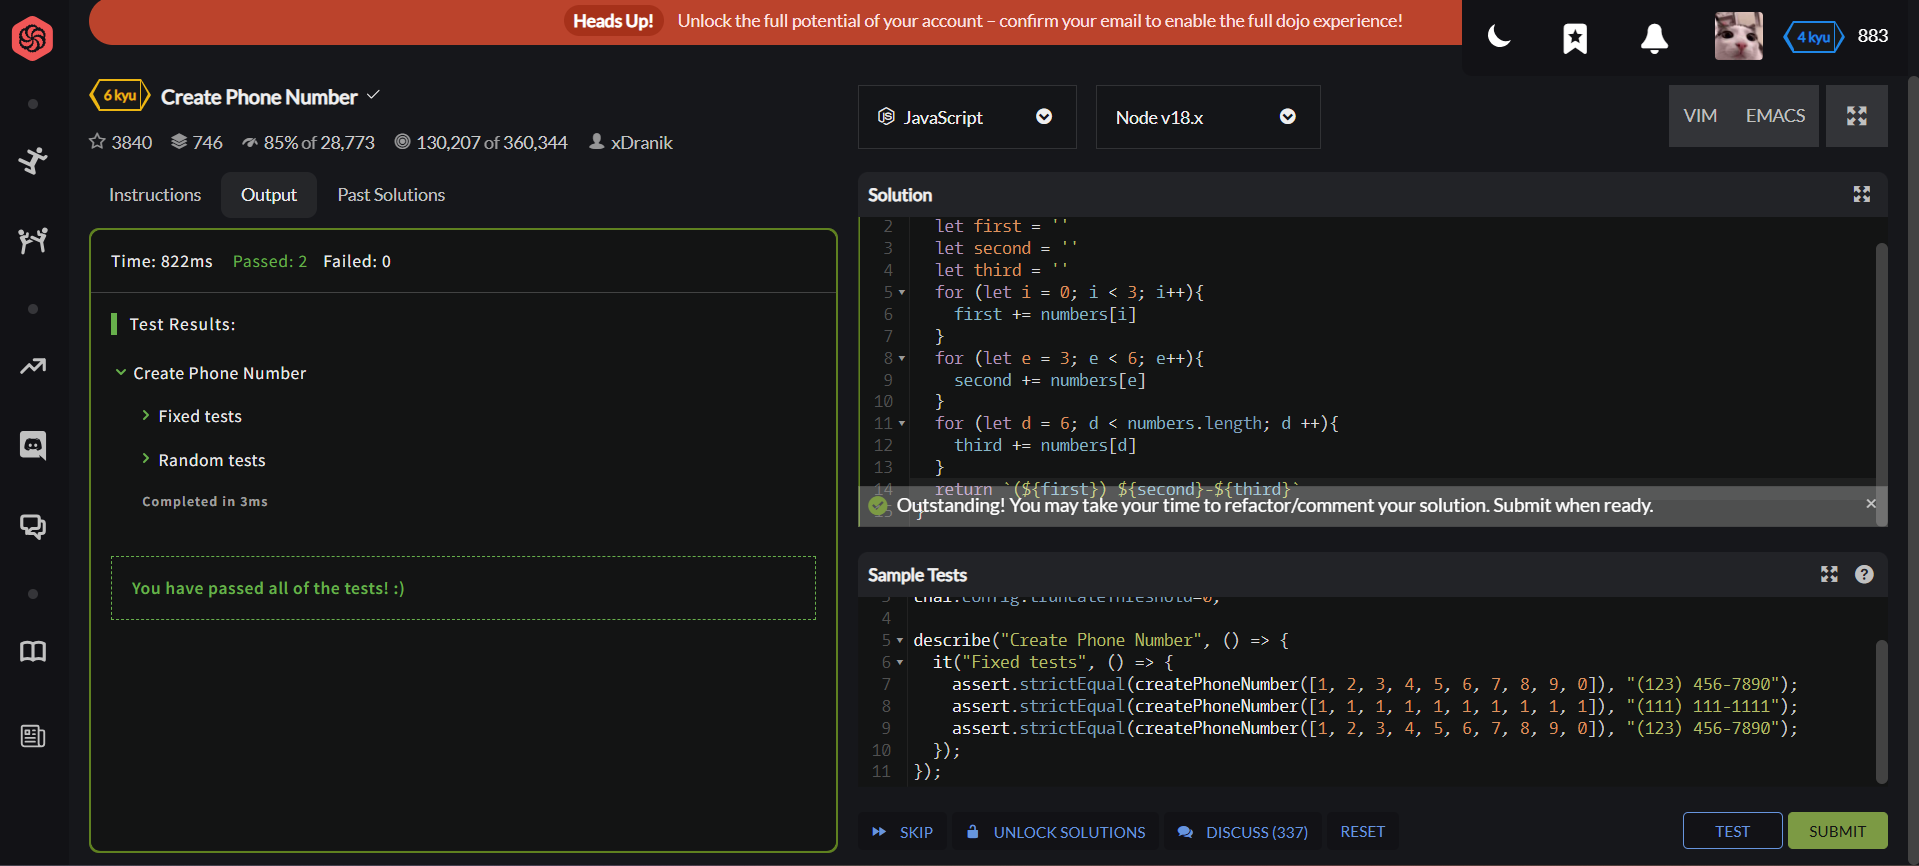 Heads Up! Unlock the full potential of your account – confirm your email to enable the full dojo experience!
4 kyu 883
6 kyu Create Phone Number
3840 746 85% of 28,773 130,207 of 360,344 xDranik
Instructions Output Past Solutions
Time: 822ms Passed: 2 Failed: 0
Test Results:
Create Phone Number
Fixed tests
Random tests
Completed in 3ms
You have passed all of the tests! :)
JavaScript Node v18.x VIM EMACS
Solution
2 let first = ''
3 let second = ''
4 let third = ''
5 for (let i = 0; i < 3; i++){
6 first += numbers[i]
7 }
8 for (let e = 3; e < 6; e++){
9 second += numbers[e]
10 }
11 for (let d = 6; d < numbers.length; d ++){
12 third += numbers[d]
13 }
14 return `(${first}) ${second}-${third}`
15 }
Outstanding! You may take your time to refactor/comment your solution. Submit when ready.
Sample Tests
3 chai.config.truncateThreshold=0;
4
5 describe("Create Phone Number", () => {
6 it("Fixed tests", () => {
7 assert.strictEqual(createPhoneNumber([1, 2, 3, 4, 5, 6, 7, 8, 9, 0]), "(123) 456-7890");
8 assert.strictEqual(createPhoneNumber([1, 1, 1, 1, 1, 1, 1, 1, 1, 1]), "(111) 111-1111");
9 assert.strictEqual(createPhoneNumber([1, 2, 3, 4, 5, 6, 7, 8, 9, 0]), "(123) 456-7890");
10 });
11 });
SKIP UNLOCK SOLUTIONS DISCUSS (337) RESET TEST SUBMIT